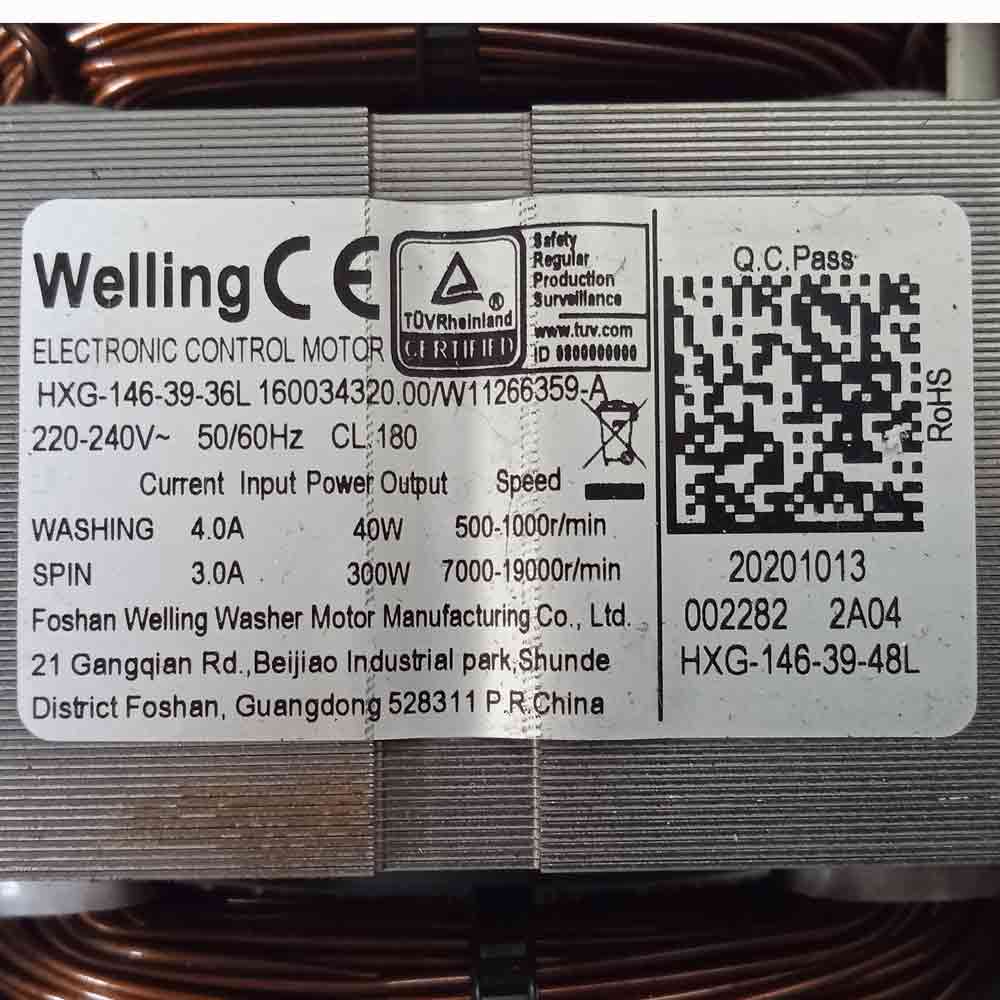 Welling CE
TÜVRheinland
CERTIFIED
Safety
Regular
Production
Surveillance
www.tuv.com
ID 0800000000
ELECTRONIC CONTROL MOTOR
HXG-146-39-36L 160034320.00/W11266359-A
220-240V~ 50/60Hz CL.180
Current Input Power Output Speed
WASHING 4.0A 40W 500-1000r/min
SPIN 3.0A 300W 7000-19000r/min
Foshan Welling Washer Motor Manufacturing Co., Ltd.
21 Gangqian Rd.,Beijiao Industrial park,Shunde
District Foshan, Guangdong 528311 P.R.China
Q.C.Pass
RoHS
20201013
002282 2A04
HXG-146-39-48L